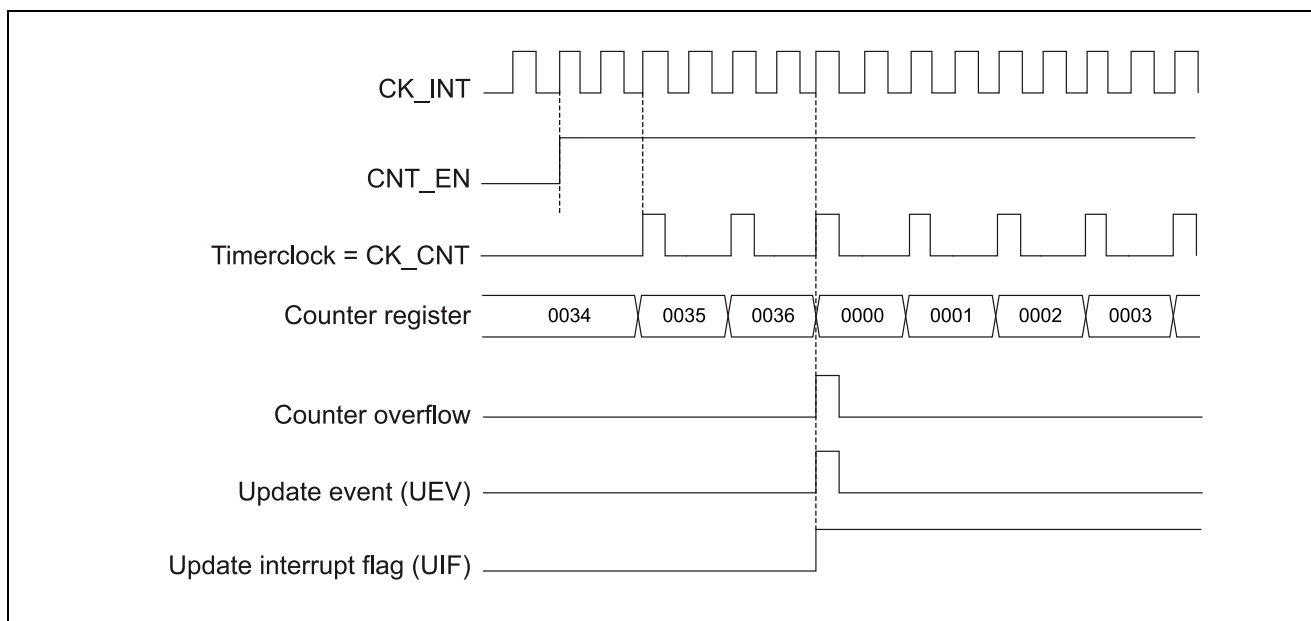 CK_INT
CNT_EN
Timerclock = CK_CNT
Counter register 0034 0035 0036 0000 0001 0002 0003
Counter overflow
Update event (UEV)
Update interrupt flag (UIF)